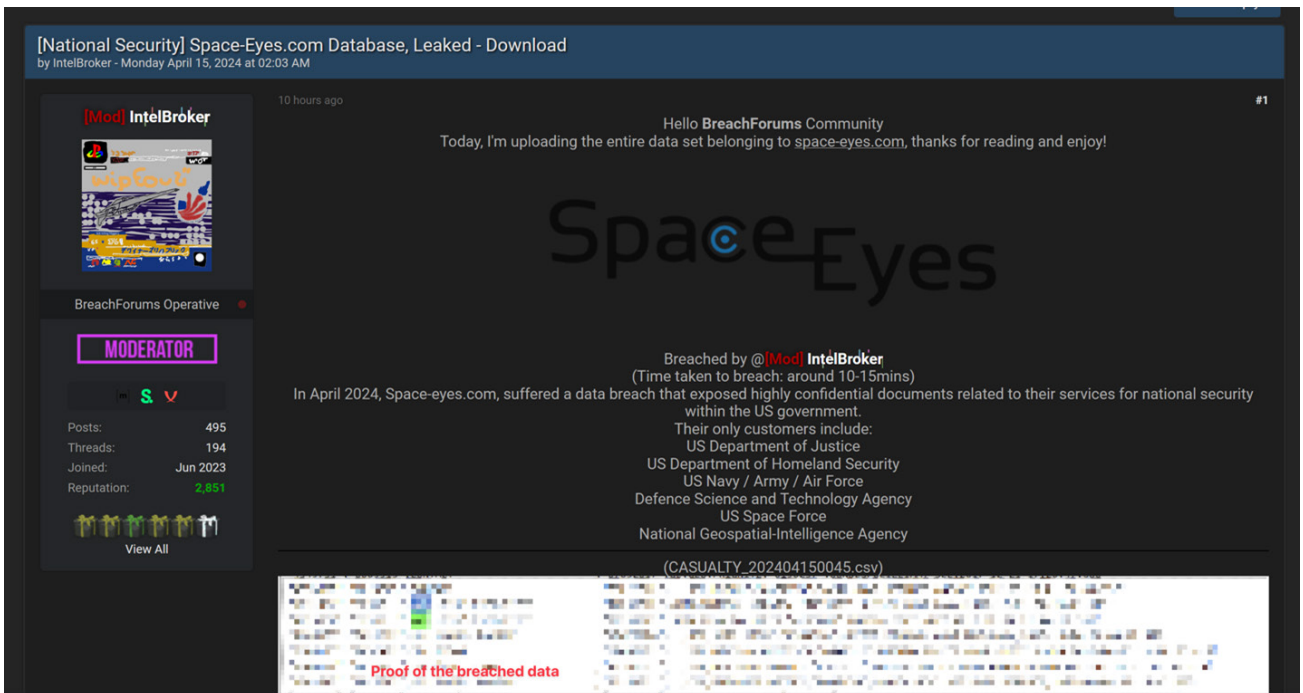 [National Security] Space-Eyes.com Database, Leaked - Download
by IntelBroker - Monday April 15, 2024 at 02:03 AM
[Mod] IntelBroker
BreachForums Operative
MODERATOR
Posts: 495
Threads: 194
Joined: Jun 2023
Reputation: 2,851
View All
10 hours ago #1
Hello BreachForums Community
Today, I'm uploading the entire data set belonging to space-eyes.com, thanks for reading and enjoy!
Space Eyes
Breached by @[Mod] IntelBroker
(Time taken to breach: around 10-15mins)
In April 2024, Space-eyes.com, suffered a data breach that exposed highly confidential documents related to their services for national security
within the US government.
Their only customers include:
US Department of Justice
US Department of Homeland Security
US Navy / Army / Air Force
Defence Science and Technology Agency
US Space Force
National Geospatial-Intelligence Agency
(CASUALTY_202404150045.csv)
Proof of the breached data